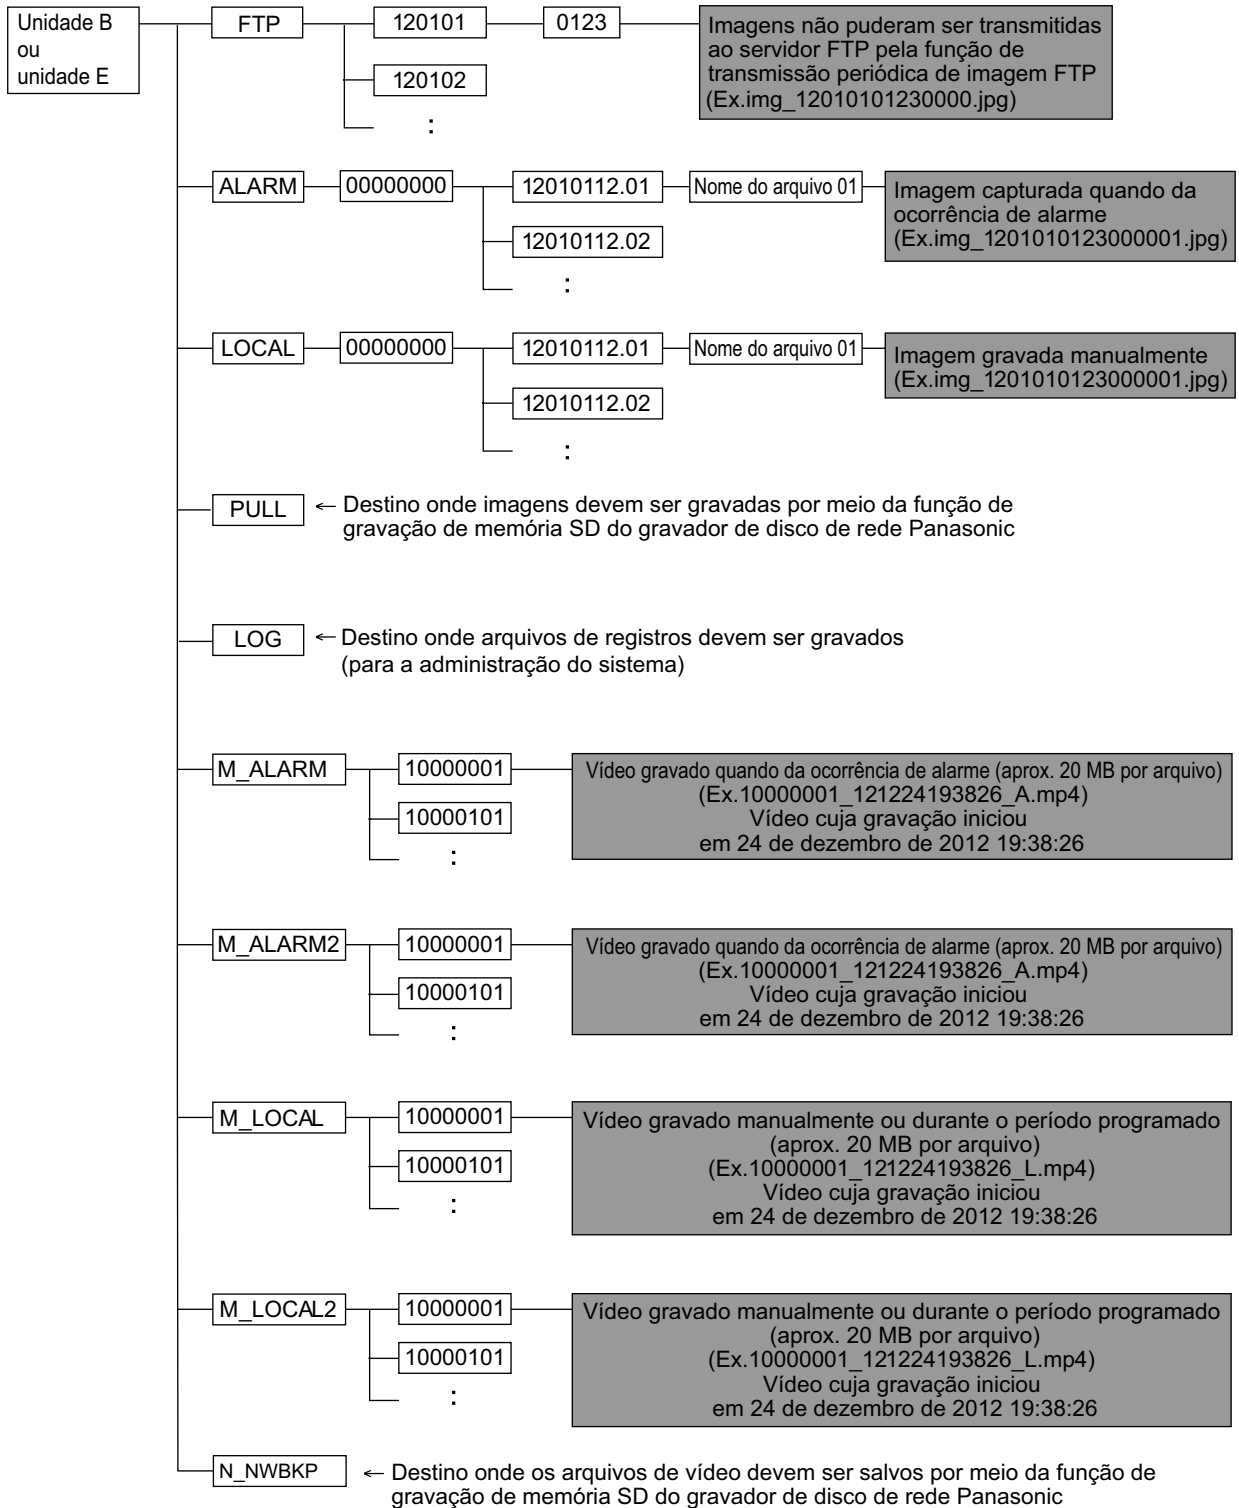 Unidade B
ou
unidade E
FTP
120101
0123
Imagens não puderam ser transmitidas
ao servidor FTP pela função de
transmissão periódica de imagem FTP
(Ex.img_12010101230000.jpg)
120102
:
ALARM
00000000
12010112.01
Nome do arquivo 01
Imagem capturada quando da
ocorrência de alarme
(Ex.img_1201010123000001.jpg)
12010112.02
:
LOCAL
00000000
12010112.01
Nome do arquivo 01
Imagem gravada manualmente
(Ex.img_1201010123000001.jpg)
12010112.02
:
PULL
← Destino onde imagens devem ser gravadas por meio da função de
gravação de memória SD do gravador de disco de rede Panasonic
LOG
← Destino onde arquivos de registros devem ser gravados
(para a administração do sistema)
M_ALARM
10000001
Vídeo gravado quando da ocorrência de alarme (aprox. 20 MB por arquivo)
(Ex.10000001_121224193826_A.mp4)
Vídeo cuja gravação iniciou
em 24 de dezembro de 2012 19:38:26
10000101
:
M_ALARM2
10000001
Vídeo gravado quando da ocorrência de alarme (aprox. 20 MB por arquivo)
(Ex.10000001_121224193826_A.mp4)
Vídeo cuja gravação iniciou
em 24 de dezembro de 2012 19:38:26
10000101
:
M_LOCAL
10000001
Vídeo gravado manualmente ou durante o período programado
(aprox. 20 MB por arquivo)
(Ex.10000001_121224193826_L.mp4)
Vídeo cuja gravação iniciou
em 24 de dezembro de 2012 19:38:26
10000101
:
M_LOCAL2
10000001
Vídeo gravado manualmente ou durante o período programado
(aprox. 20 MB por arquivo)
(Ex.10000001_121224193826_L.mp4)
Vídeo cuja gravação iniciou
em 24 de dezembro de 2012 19:38:26
10000101
:
N_NWBKP
← Destino onde os arquivos de vídeo devem ser salvos por meio da função de
gravação de memória SD do gravador de disco de rede Panasonic